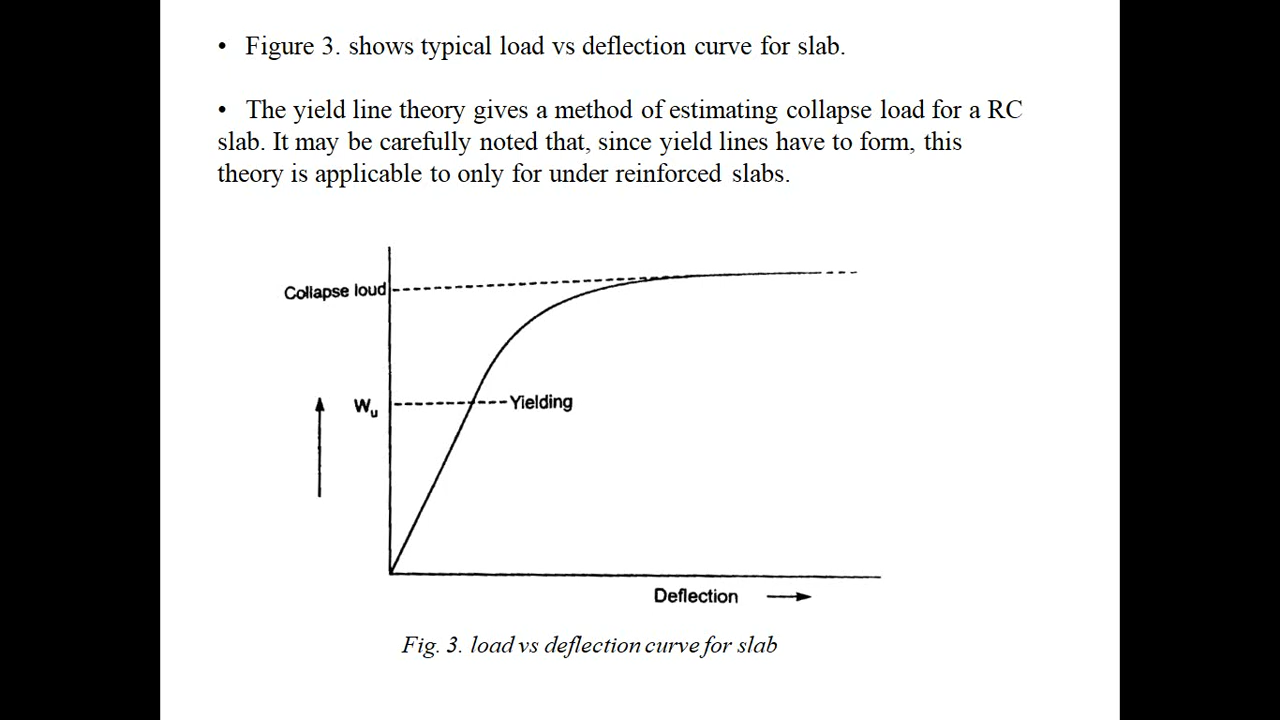 • Figure 3. shows typical load vs deflection curve for slab.
• The yield line theory gives a method of estimating collapse load for a RC
slab. It may be carefully noted that, since yield lines have to form, this
theory is applicable to only for under reinforced slabs.
Collapse loud
Wu
Yielding
Deflection
Fig. 3. load vs deflection curve for slab